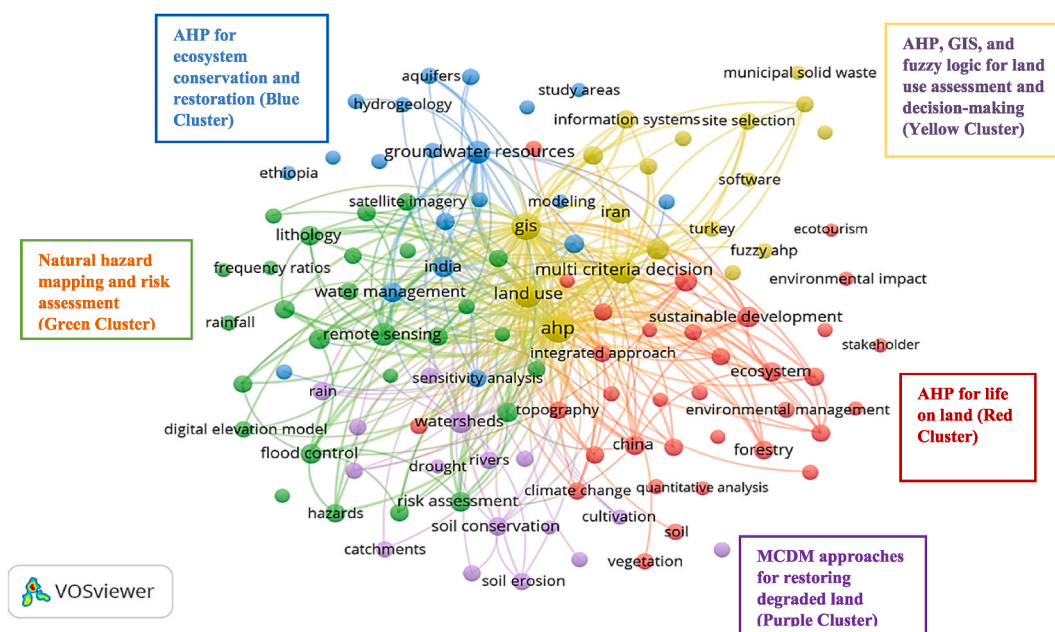 AHP for
ecosystem
conservation and
restoration (Blue
Cluster)
AHP, GIS, and
fuzzy logic for land
use assessment and
decision-making
(Yellow Cluster)
Natural hazard
mapping and risk
assessment
(Green Cluster)
AHP for life
on land (Red
Cluster)
MCDM approaches
for restoring
degraded land
(Purple Cluster)
municipal solid waste
aquifers
study areas
hydrogeology
information systems
site selection
groundwater resources
ethiopia
software
satellite imagery
modeling
iran
gis
turkey
ecotourism
lithology
fuzzy ahp
frequency ratios
india
multi criteria decision
environmental impact
water management
land use
rainfall
sustainable development
remote sensing
ahp
stakeholder
integrated approach
sensitivity analysis
ecosystem
rain
topography
environmental management
watersheds
digital elevation model
china
flood control
forestry
drought
rivers
climate change
quantitative analysis
risk assessment
hazards
cultivation
soil conservation
soil
catchments
vegetation
soil erosion
VOSviewer